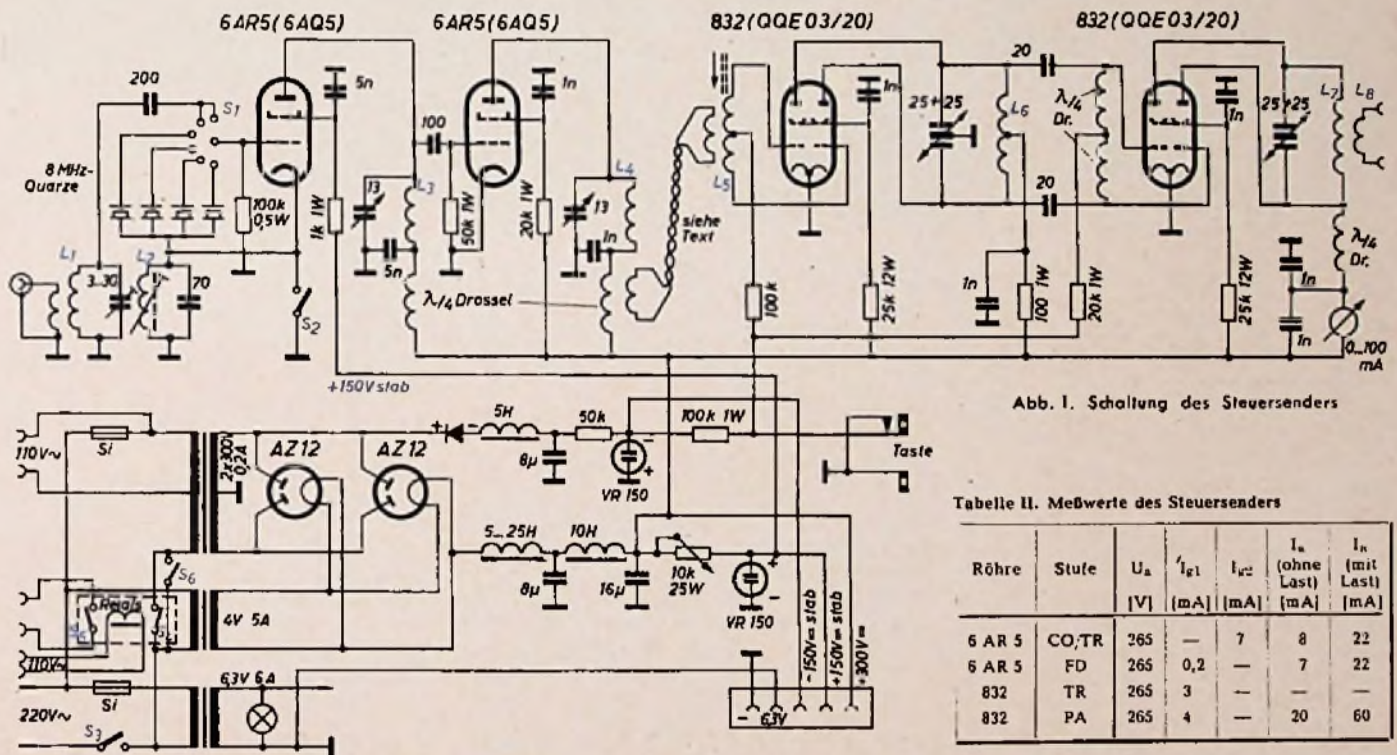 6AR5(6AQ5)
6AR5(6AQ5)
832(QQE03/20)
832(QQE03/20)
200
S1
5n
1n
1n
20
1n
100
25+25
L6
λ/4
Dr.
25+25
L7
L8
8MHz-
Quarze
100k
0,5W
1k 1W
13
L3
50k 1W
20k 1W
13
L4
L5
siehe
Text
20
L1
3...30
L2
70
S2
5n
1n
λ/4 Drossel
100k
25k 12W
1n
100 1W
20k 1W
25k 12W
λ/4
Dr.
1n
1n
0...100
mA
+150V stab
Abb. 1. Schaltung des Steuersenders
110V~
Si
2x300V
0,2A
AZ12
AZ12
+
-
5H
8µ
50k
-
+
VR 150
100k 1W
Taste
S6
Relais
S5
4V 5A
5...25H
8µ
10H
16µ
10k
25W
+
-
VR 150
-150V= stab
+150V= stab
+300V=
110V~
Si
220V~
S3
6,3V 6A
-
6,3V
Tabelle II. Meßwerte des Steuersenders
Röhre Stufe Ua [V] Ig1 [mA] Ig2 [mA] Ia (ohne Last) [mA] Ia (mit Last) [mA]
6 AR 5 CO/TR 265 — 7 8 22
6 AR 5 FD 265 0,2 — 7 22
832 TR 265 3 — — —
832 PA 265 4 — 20 60